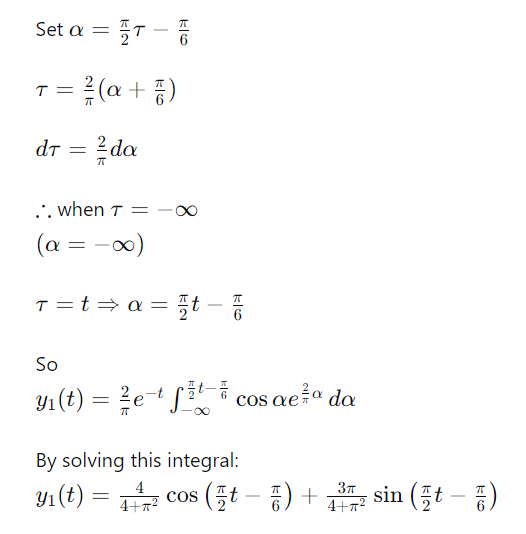 Set α = π/2 τ − π/6
τ = 2/π (α + π/6)
dτ = 2/π dα
∴ when τ = −∞
(α = −∞)
τ = t ⇒ α = π/2 t − π/6
So
y₁(t) = 2/π e^{−t} ∫_{−∞}^{π/2 t − π/6} cos αe^{2/π α} dα
By solving this integral:
y₁(t) = 4/(4+π²) cos (π/2 t − π/6) + 3π/(4+π²) sin (π/2 t − π/6)